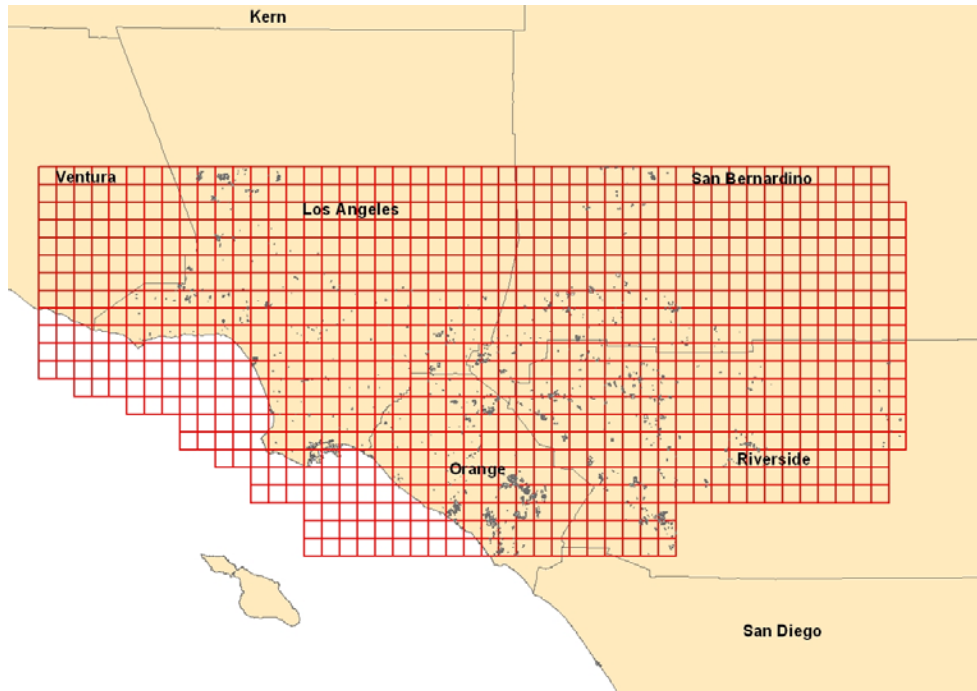 Kern
Ventura
San Bernardino
Los Angeles
Orange
Riverside
San Diego